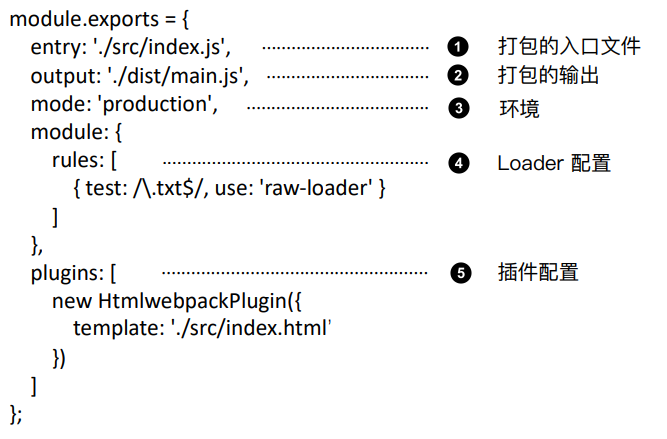 module.exports = {
entry: './src/index.js', ❶ 打包的入口文件
output: './dist/main.js', ❷ 打包的输出
mode: 'production', ❸ 环境
module: {
rules: [ ❹ Loader 配置
{ test: /\.txt$/, use: 'raw-loader' }
]
},
plugins: [ ❺ 插件配置
new HtmlwebpackPlugin({
template: './src/index.html’
})
]
};